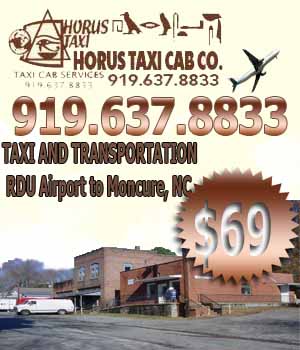 HORUS
TAXI
HORUS TAXI CAB CO.
TAXI CAB SERVICES
919.637.8833
919.637.8833
919.637.8833
TAXI AND TRANSPORTATION
RDU Airport to Moncure, NC
$69